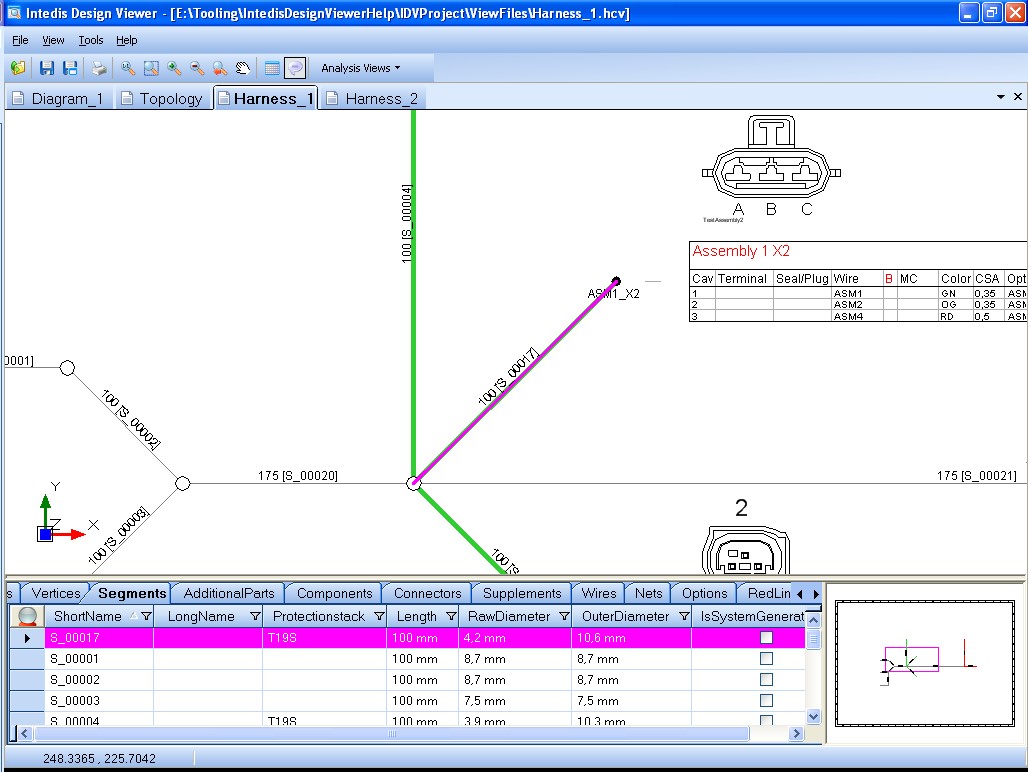 Intedis Design Viewer - [E:\Tooling\IntedisDesignViewerHelp\IDVProject\ViewFiles\Harness_1.hcv]
File View Tools Help
Analysis Views
Diagram_1 Topology Harness_1 Harness_2
A B C
TestAssembly2
100 [S_00004]
Assembly 1 X2
Cav Terminal Seal/Plug Wire B MC Color CSA Opt
1 ASM1 GN 0,35 ASM
2 ASM2 OG 0,35 ASM
3 ASM4 RD 0,5 ASM
ASM1_X2
0001]
100 [S_00017]
100 [S_00002]
175 [S_00020]
175 [S_00021]
Y
Z X
100 [S_00003]
2
100 [S
s Vertices Segments AdditionalParts Components Connectors Supplements Wires Nets Options RedLin
ShortName LongName Protectionstack Length RawDiameter OuterDiameter IsSystemGenerat
S_00017 T19S 100 mm 4,2 mm 10,6 mm
S_00001 100 mm 8,7 mm 8,7 mm
S_00002 100 mm 8,7 mm 8,7 mm
S_00003 100 mm 7,5 mm 7,5 mm
S_00004 T19S 100 mm 3,9 mm 10,3 mm
248.3365 , 225.7042